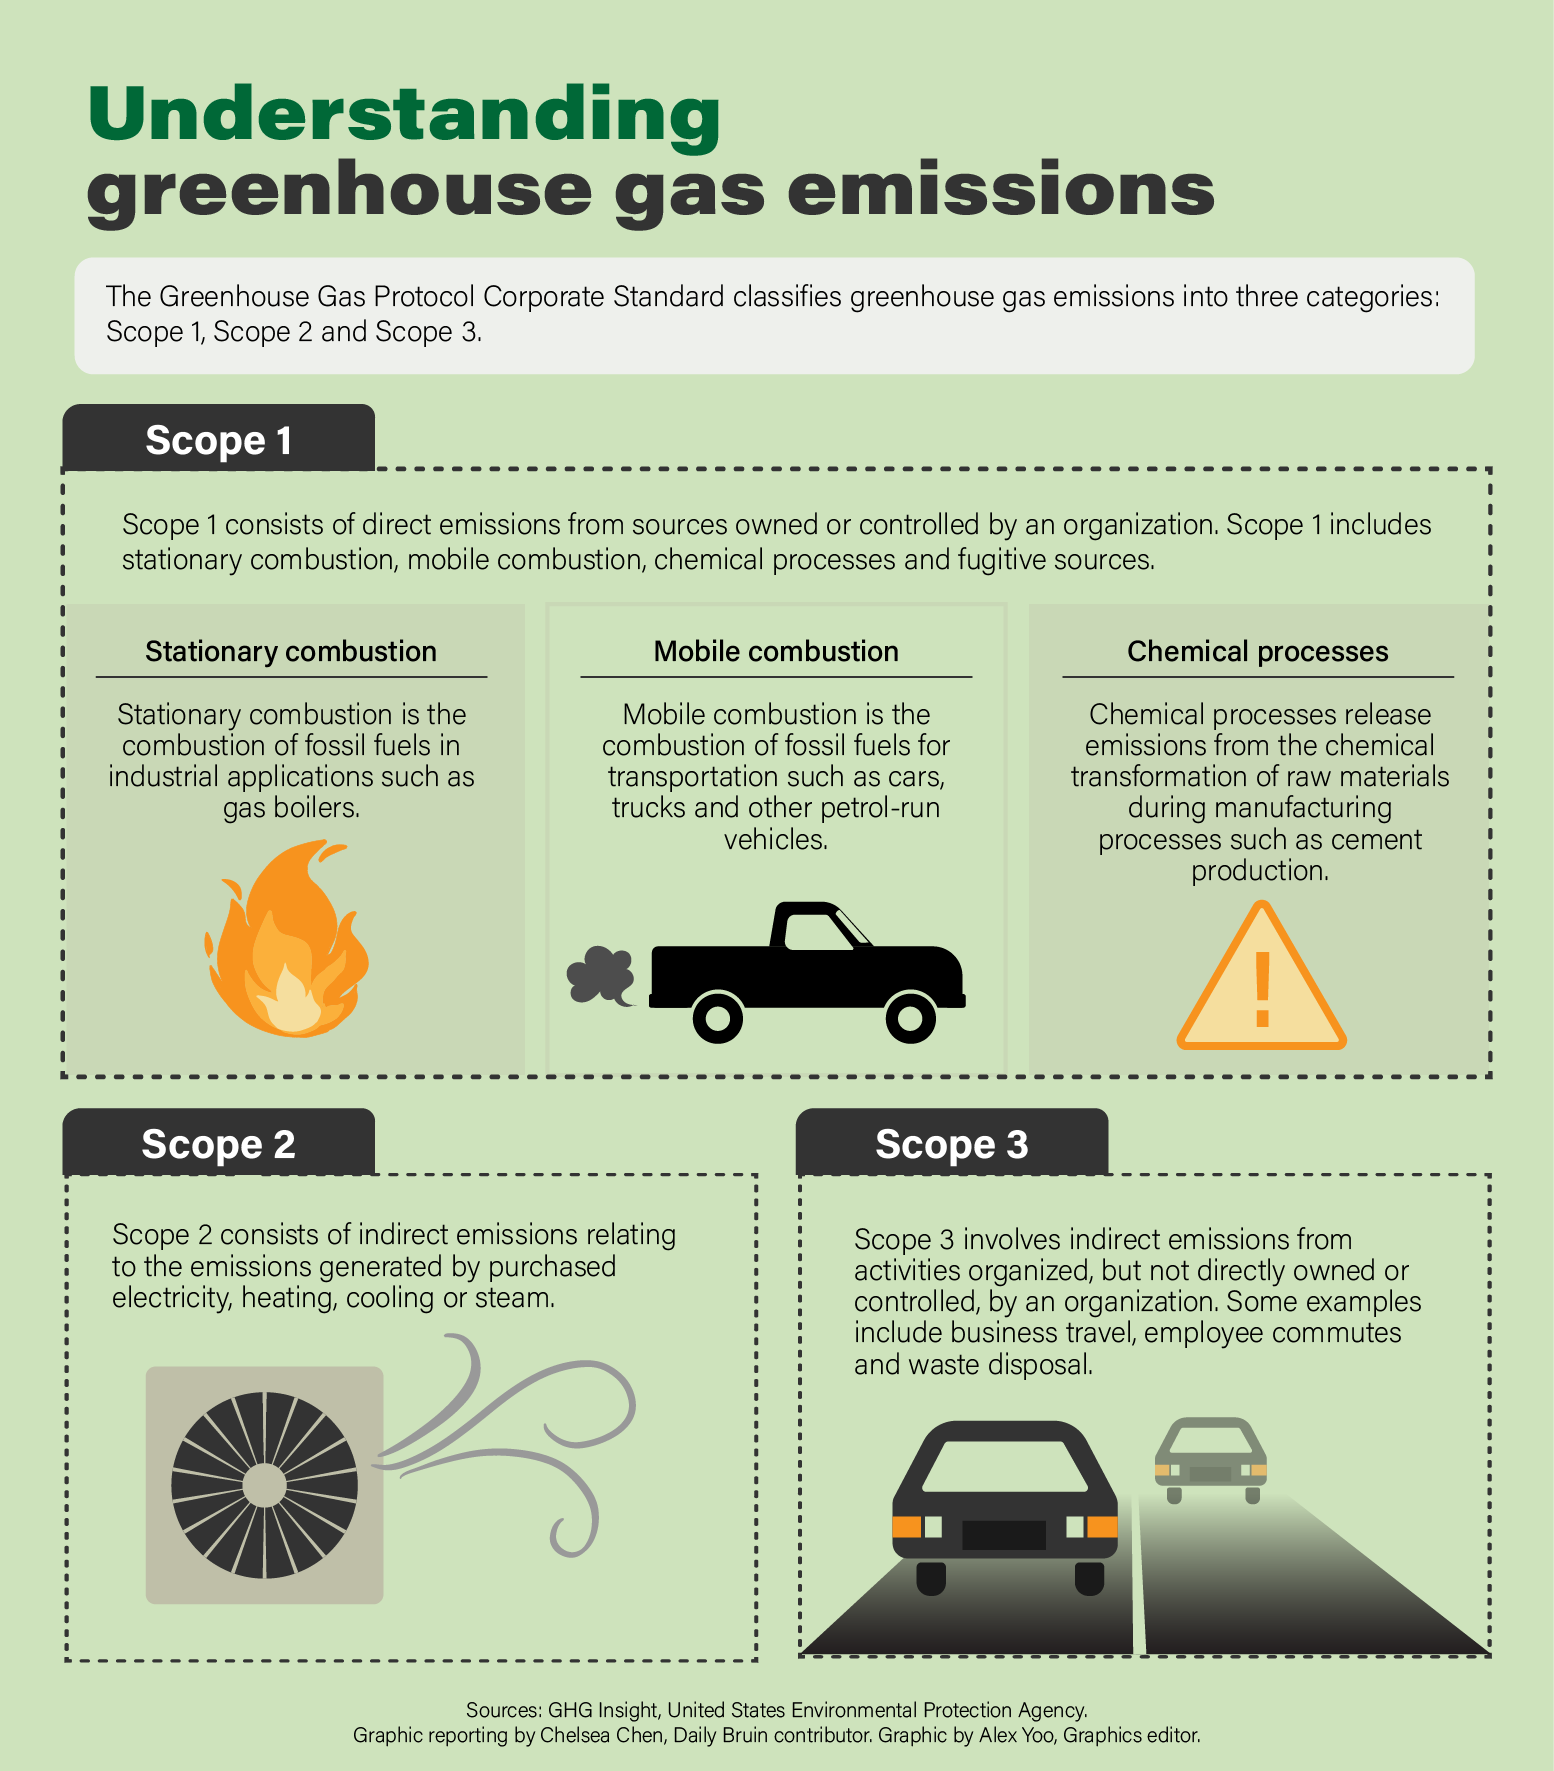 Understanding
greenhouse gas emissions
The Greenhouse Gas Protocol Corporate Standard classifies greenhouse gas emissions into three categories:
Scope 1, Scope 2 and Scope 3.
Scope 1
Scope 1 consists of direct emissions from sources owned or controlled by an organization. Scope 1 includes
stationary combustion, mobile combustion, chemical processes and fugitive sources.
Stationary combustion
Stationary combustion is the
combustion of fossil fuels in
industrial applications such as
gas boilers.
Mobile combustion
Mobile combustion is the
combustion of fossil fuels for
transportation such as cars,
trucks and other petrol-run
vehicles.
Chemical processes
Chemical processes release
emissions from the chemical
transformation of raw materials
during manufacturing
processes such as cement
production.
!
Scope 2
Scope 2 consists of indirect emissions relating
to the emissions generated by purchased
electricity, heating, cooling or steam.
Scope 3
Scope 3 involves indirect emissions from
activities organized, but not directly owned or
controlled, by an organization. Some examples
include business travel, employee commutes
and waste disposal.
Sources: GHG Insight, United States Environmental Protection Agency.
Graphic reporting by Chelsea Chen, Daily Bruin contributor. Graphic by Alex Yoo, Graphics editor.